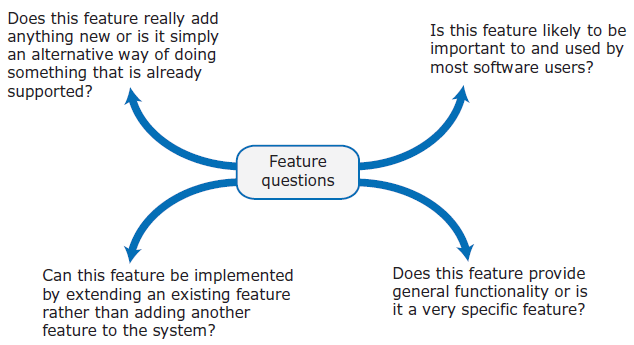 Does this feature really add
anything new or is it simply
an alternative way of doing
something that is already
supported?
Is this feature likely to be
important to and used by
most software users?
Feature
questions
Can this feature be implemented
by extending an existing feature
rather than adding another
feature to the system?
Does this feature provide
general functionality or is
it a very specific feature?